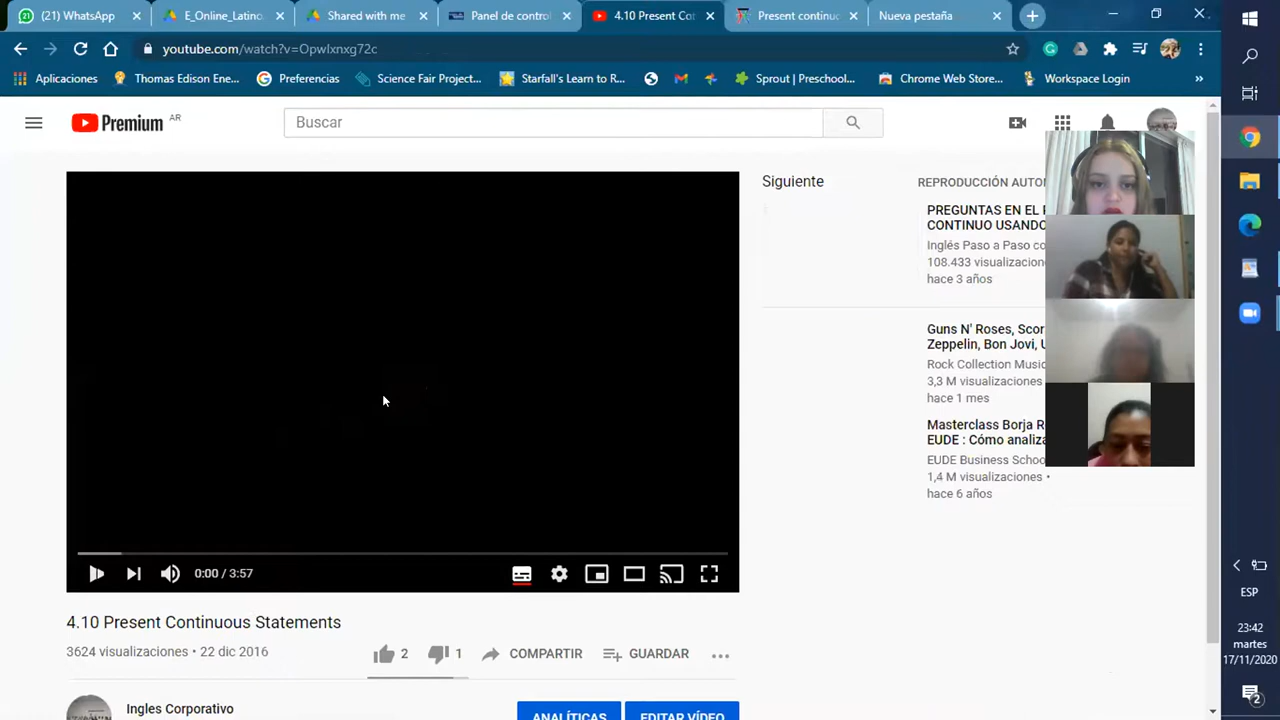 (21) WhatsApp
E_Online_Latino
Shared with me
Panel de control
4.10 Present Con
Present continuo
Nueva pestaña
youtube.com/watch?v=Opwlxnxg72c
Aplicaciones
Thomas Edison Ene...
Preferencias
Science Fair Project...
Starfall's Learn to R...
Sprout | Preschool...
Chrome Web Store...
Workspace Login
»
Premium AR
Buscar
Siguiente
REPRODUCCIÓN AUTOM
PREGUNTAS EN EL P
CONTINUO USANDO
Inglés Paso a Paso co
108.433 visualizacion
hace 3 años
Guns N' Roses, Scor
Zeppelin, Bon Jovi, U
Rock Collection Music
3,3 M visualizaciones
hace 1 mes
Masterclass Borja R
EUDE : Cómo analiza
EUDE Business School
1,4 M visualizaciones •
hace 6 años
0:00 / 3:57
4.10 Present Continuous Statements
3624 visualizaciones • 22 dic 2016
2
1
COMPARTIR
GUARDAR
Ingles Corporativo
ANALÍTICAS
EDITAR VÍDEO
ESP
23:42
martes
17/11/2020
2